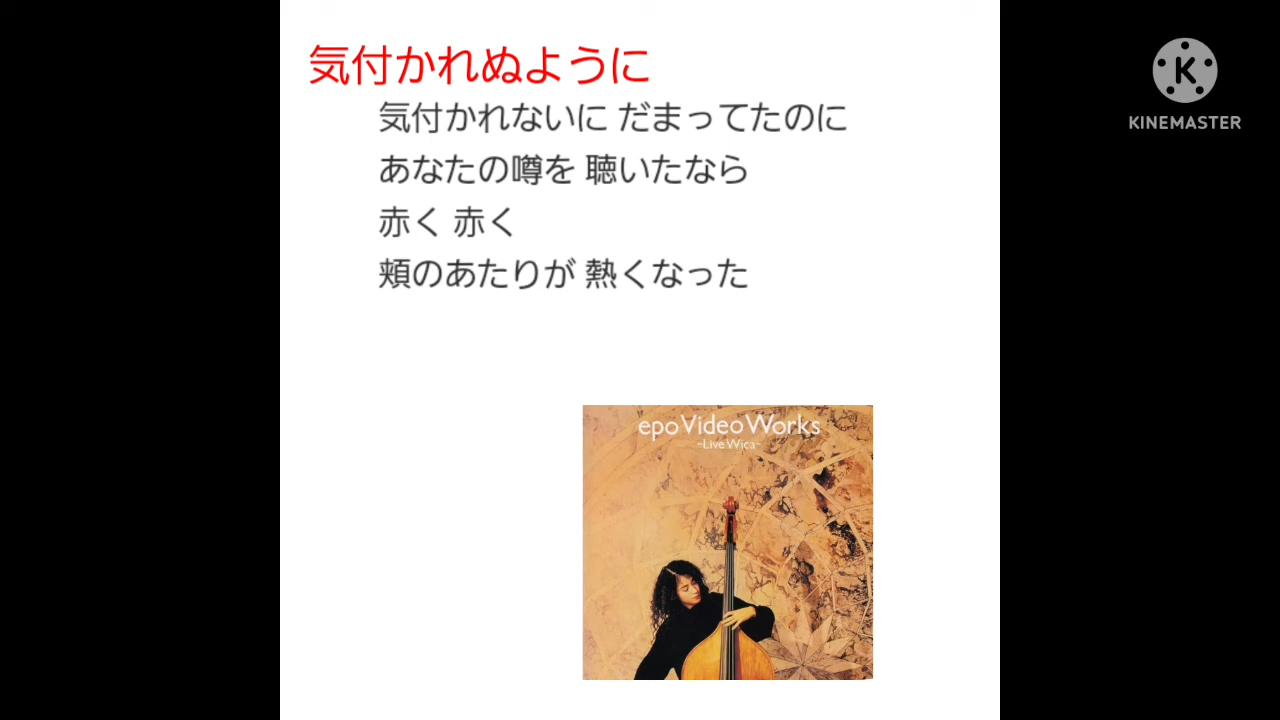 気付かれぬように
気付かれないに だまってたのに
あなたの噂を 聴いたなら
赤く 赤く
頬のあたりが 熱くなった
K
KINEMASTER
epo Video Works
~Live Wica~